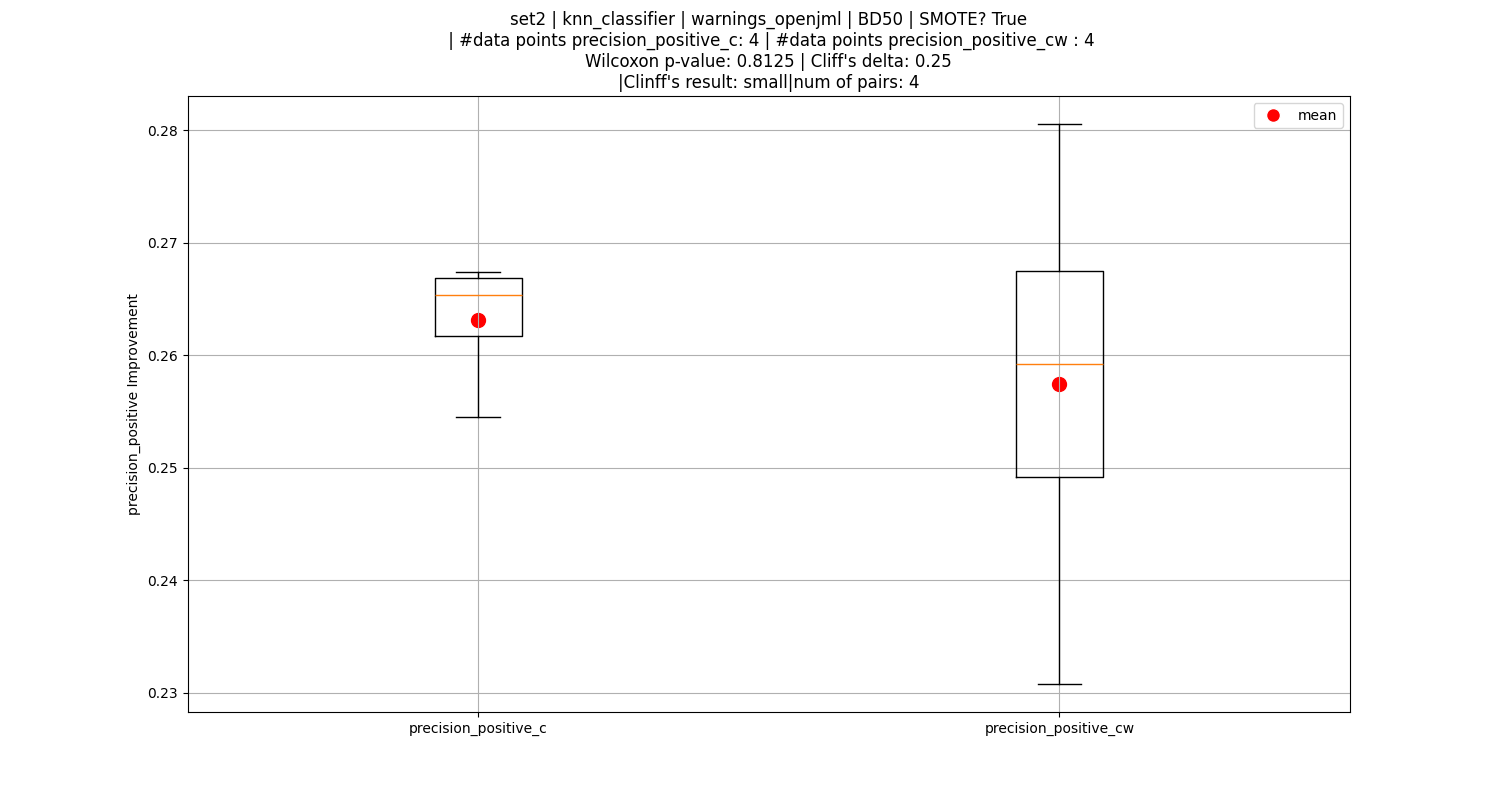 set2 | knn_classifier | warnings_openjml | BD50 | SMOTE? True
| #data points precision_positive_c: 4 | #data points precision_positive_cw : 4
Wilcoxon p-value: 0.8125 | Cliff's delta: 0.25
|Clinff's result: small|num of pairs: 4
mean
0.28
0.27
0.26
0.25
0.24
0.23
precision_positive Improvement
precision_positive_c
precision_positive_cw